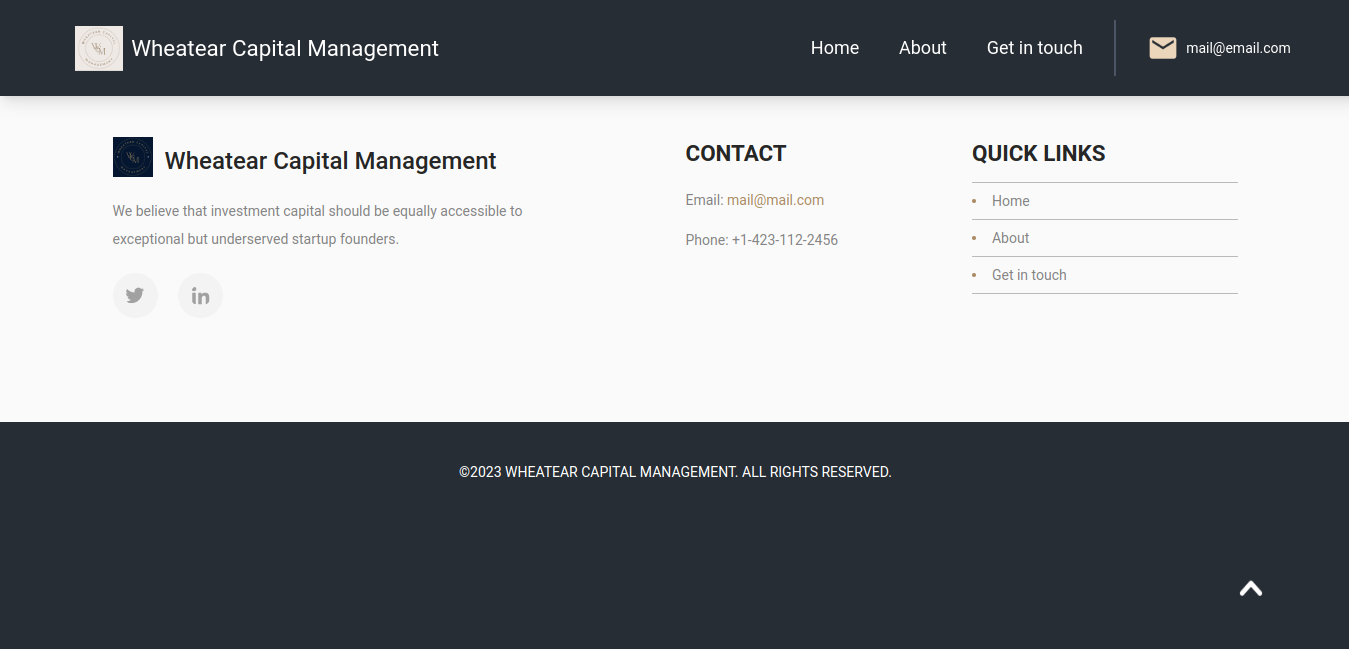 Wheatear Capital Management
Home
About
Get in touch
mail@email.com
Wheatear Capital Management
We believe that investment capital should be equally accessible to
exceptional but underserved startup founders.
CONTACT
Email: mail@mail.com
Phone: +1-423-112-2456
QUICK LINKS
Home
About
Get in touch
©2023 WHEATEAR CAPITAL MANAGEMENT. ALL RIGHTS RESERVED.